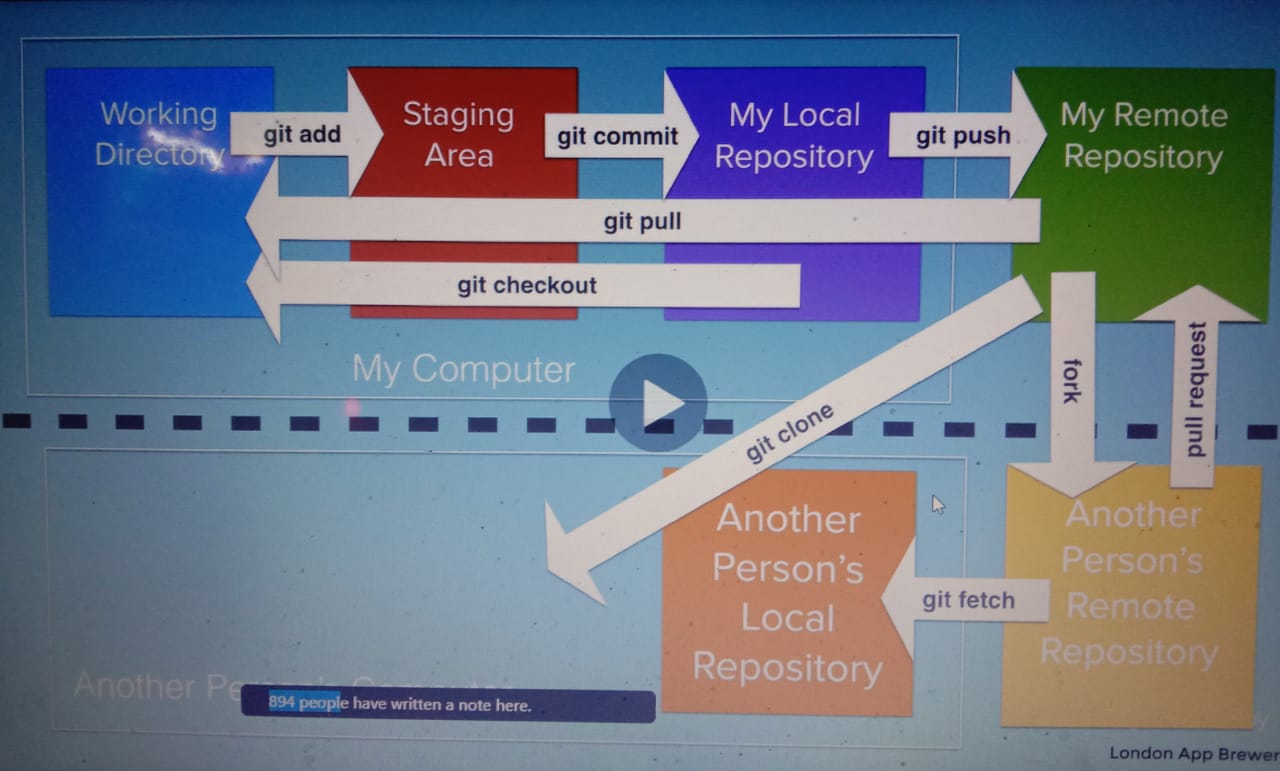 Working
Directory
git add
Staging
Area
git commit
My Local
Repository
git push
My Remote
Repository
git pull
git checkout
My Computer
fork
pull request
git clone
Another
Person's
Local
Repository
git fetch
Another
Person's
Remote
Repository
Another
894 people have written a note here.
London App Brewer